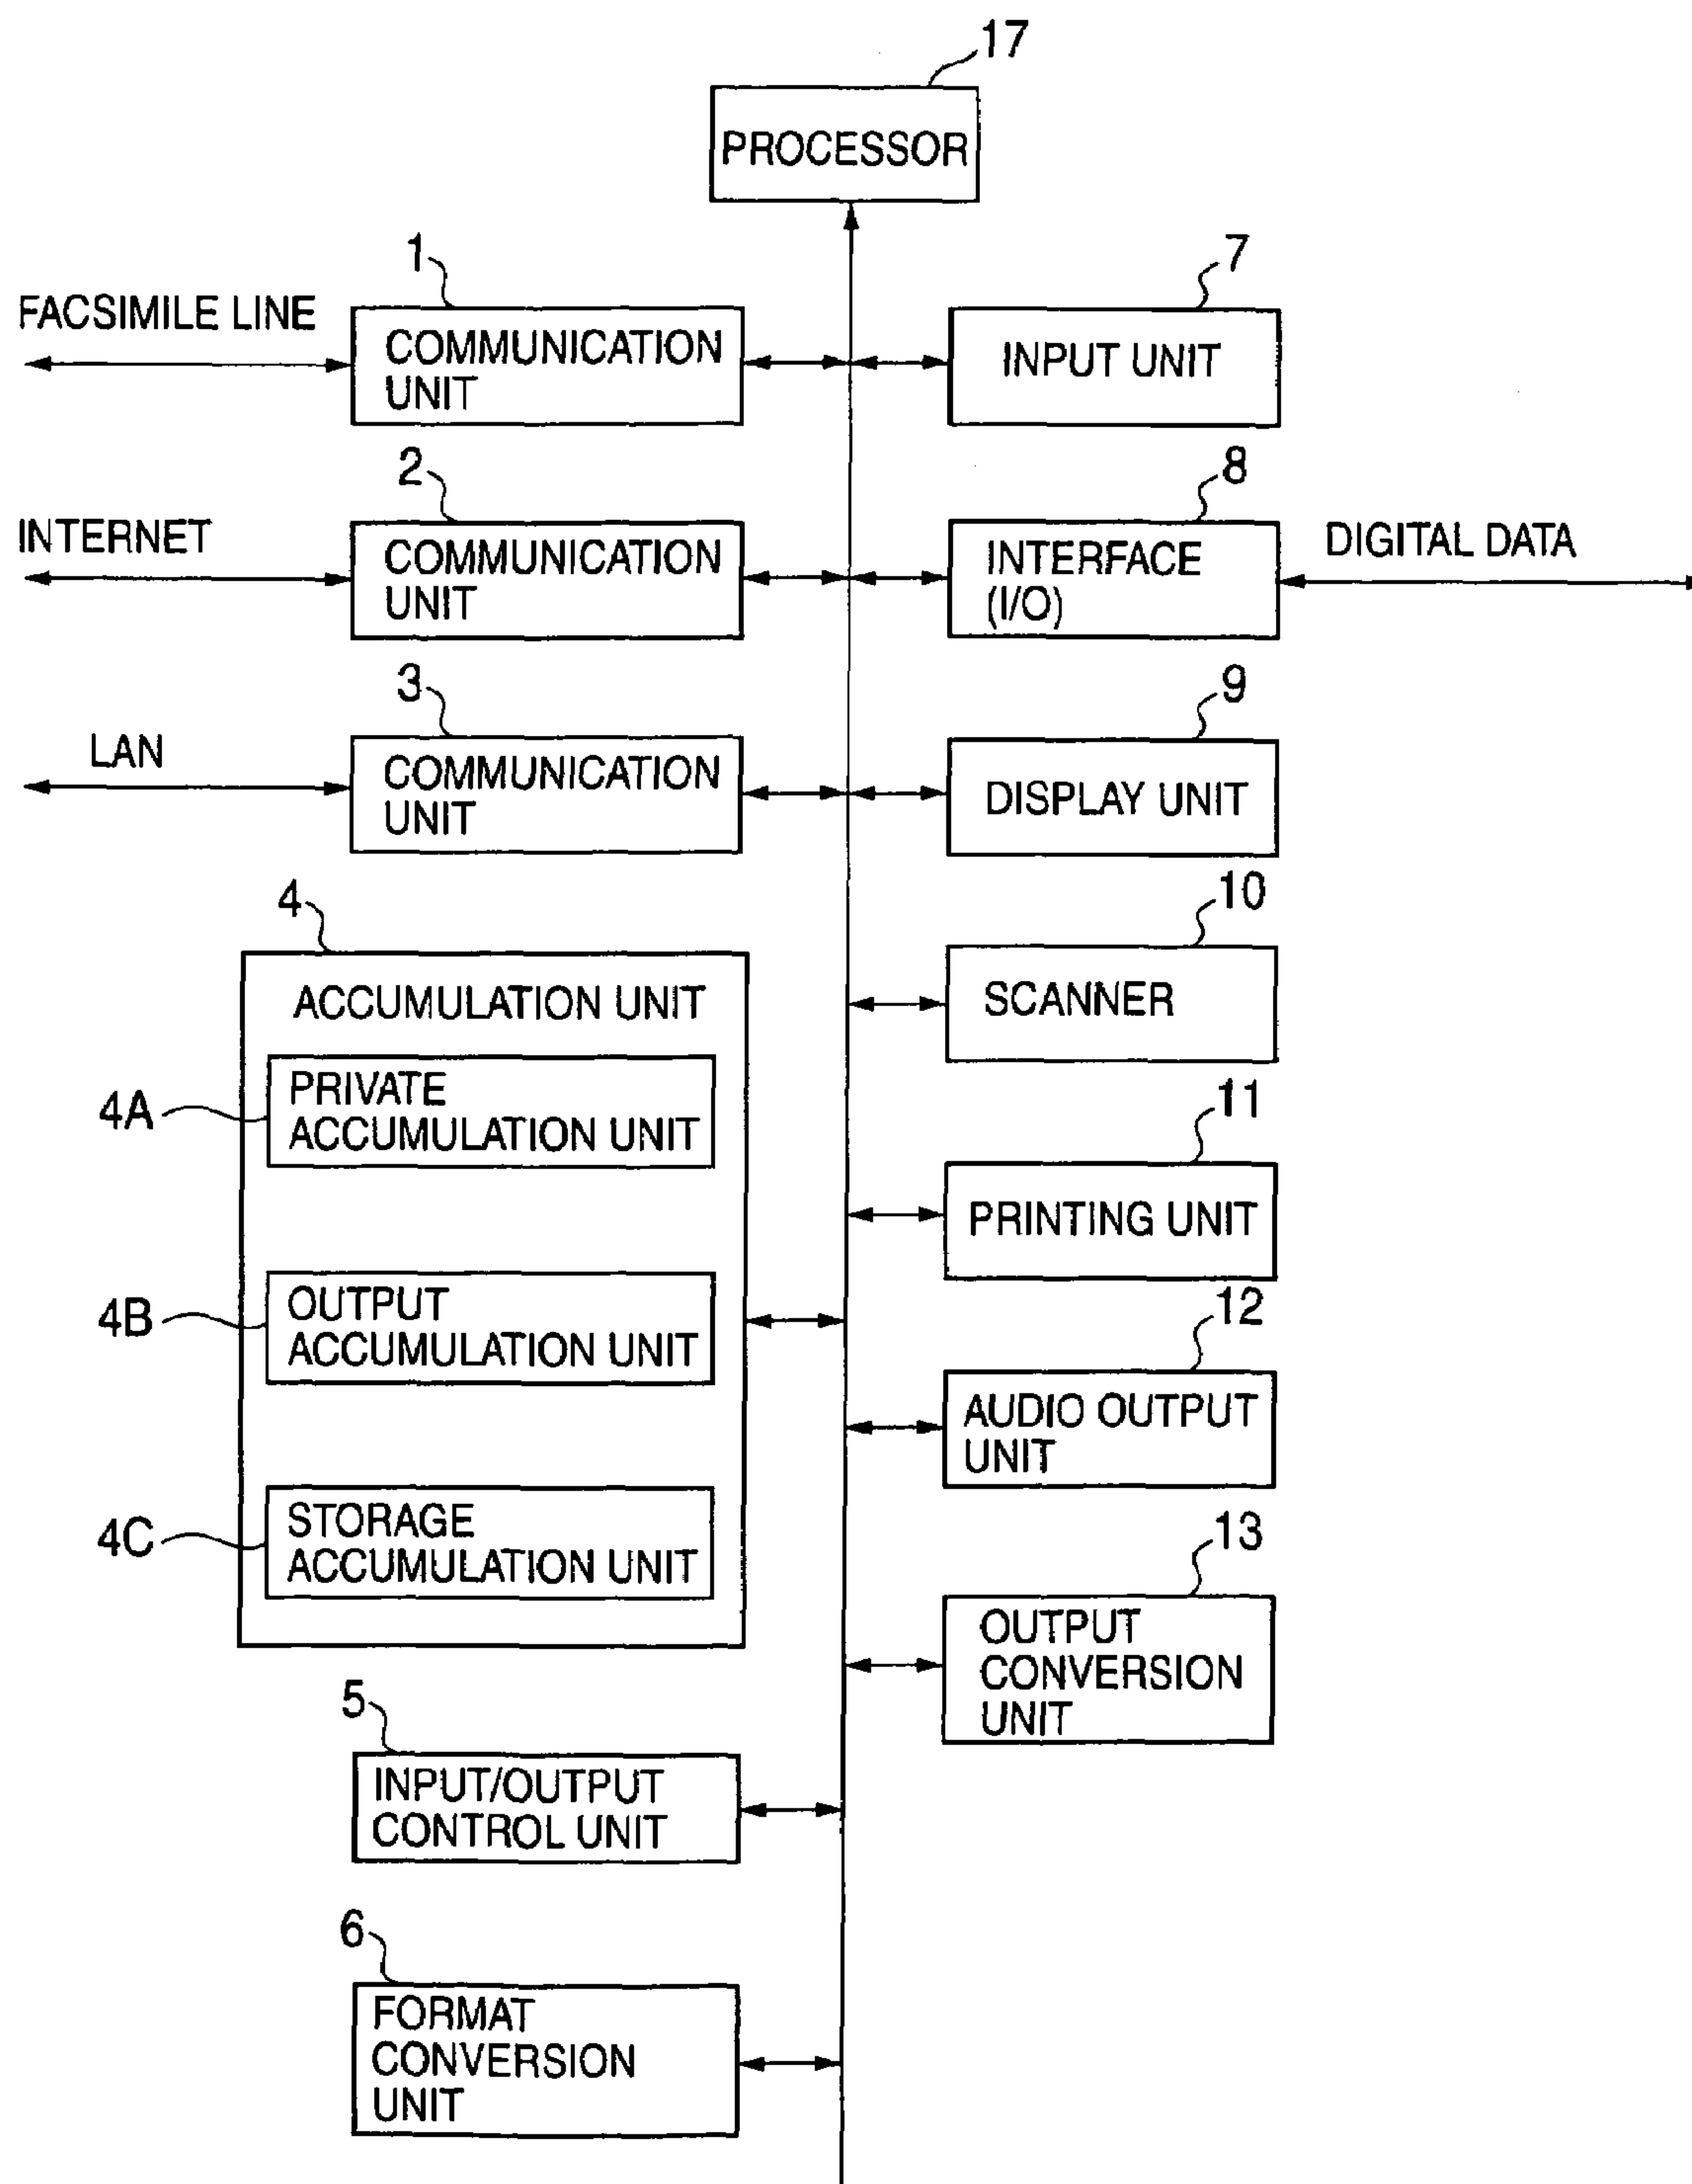 17
PROCESSOR
1
7
FACSIMILE LINE
COMMUNICATION
UNIT
INPUT UNIT
2
8
INTERNET
COMMUNICATION
UNIT
INTERFACE
(I/O)
DIGITAL DATA
3
9
LAN
COMMUNICATION
UNIT
DISPLAY UNIT
4
10
ACCUMULATION UNIT
SCANNER
4A
PRIVATE
ACCUMULATION UNIT
11
PRINTING UNIT
4B
OUTPUT
ACCUMULATION UNIT
12
AUDIO OUTPUT
UNIT
4C
STORAGE
ACCUMULATION UNIT
13
OUTPUT
CONVERSION
UNIT
5
INPUT/OUTPUT
CONTROL UNIT
6
FORMAT
CONVERSION
UNIT